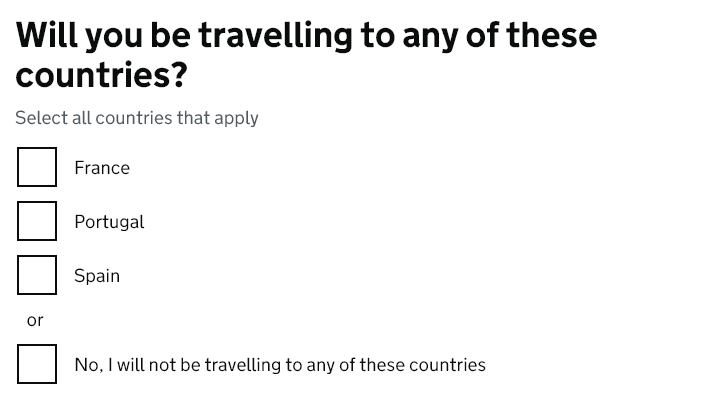 Will you be travelling to any of these
countries?
Select all countries that apply
France
Portugal
Spain
or
No, I will not be travelling to any of these countries